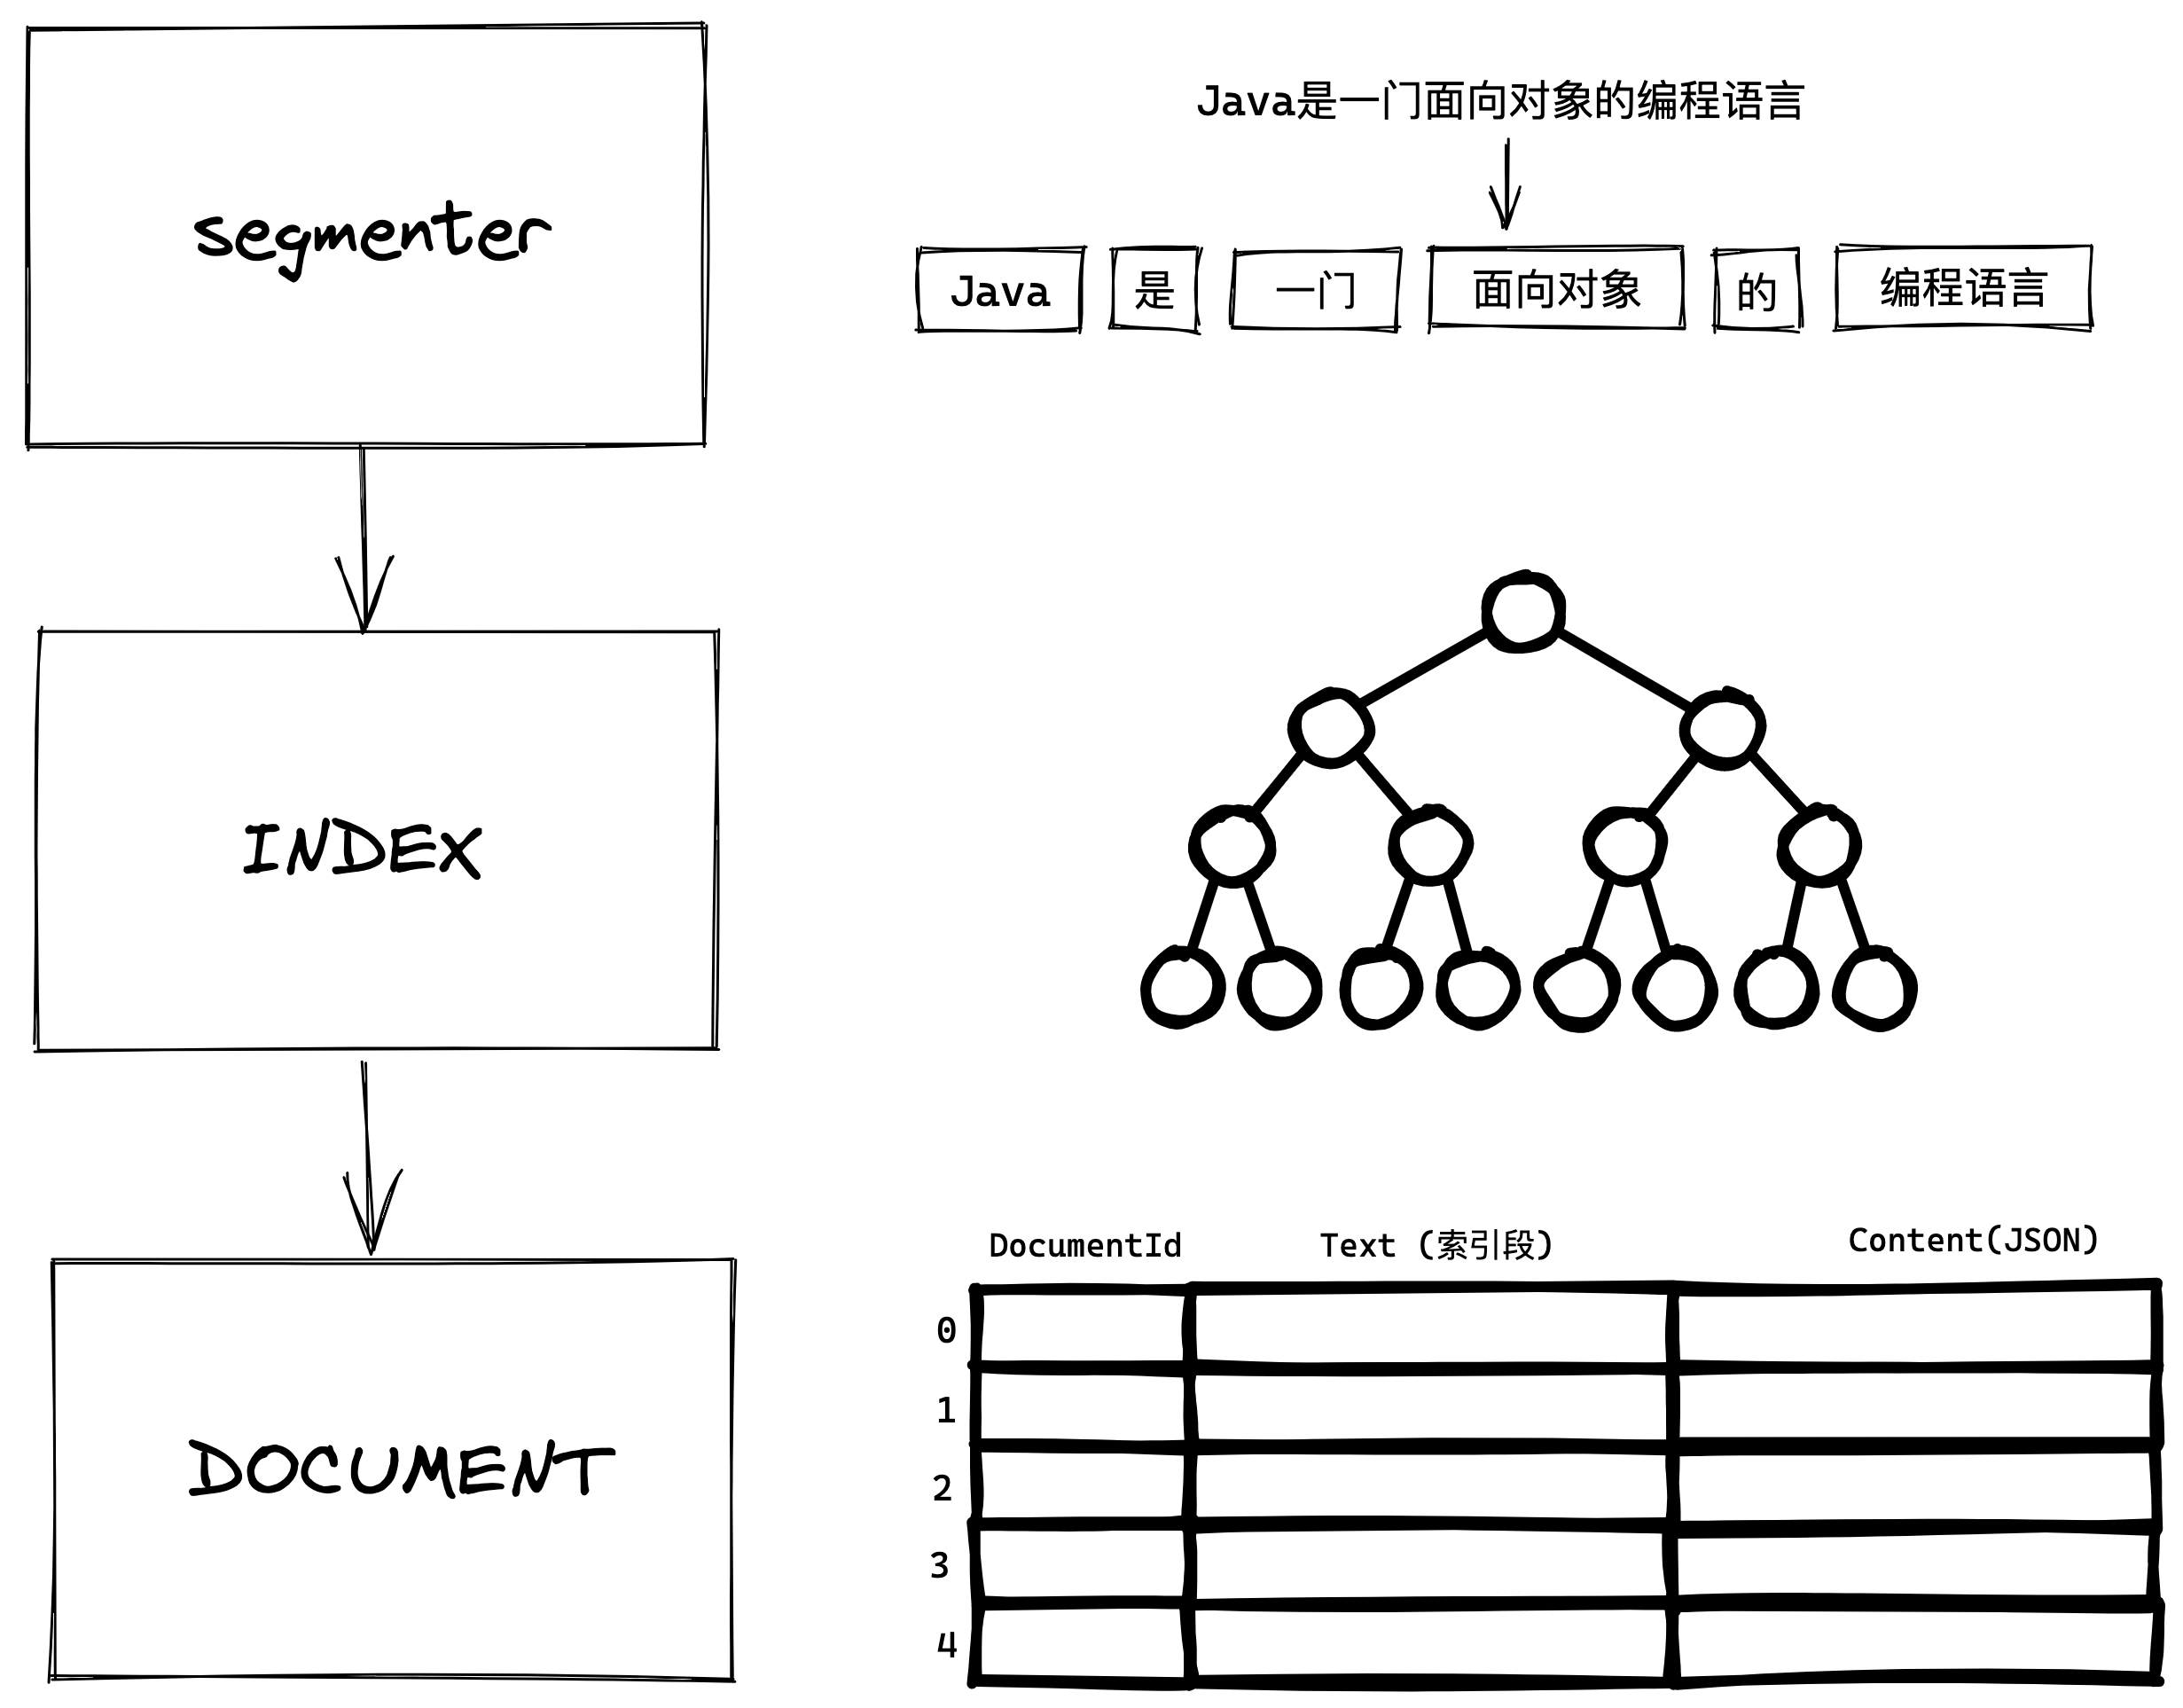 segmenter
Java是一门面向对象的编程语言
Java 是 一门 面向对象 的 编程语言
INDEX
DOCUMENT
DocumentId Text (索引段) Content(JSON)
0
1
2
3
4